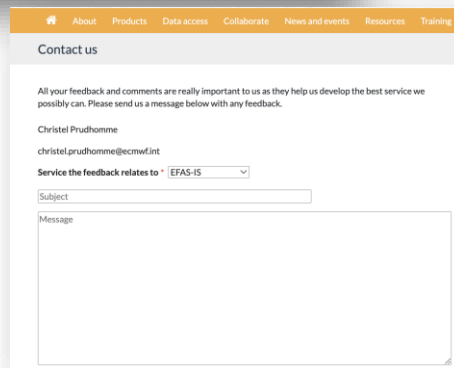 About Products Data access Collaborate News and events Resources Training
Contact us
All your feedback and comments are really important to us as they help us develop the best service we
possibly can. Please send us a message below with any feedback.
Christel Prudhomme
christel.prudhomme@ecmwf.int
Service the feedback relates to * EFAS-IS
Subject
Message